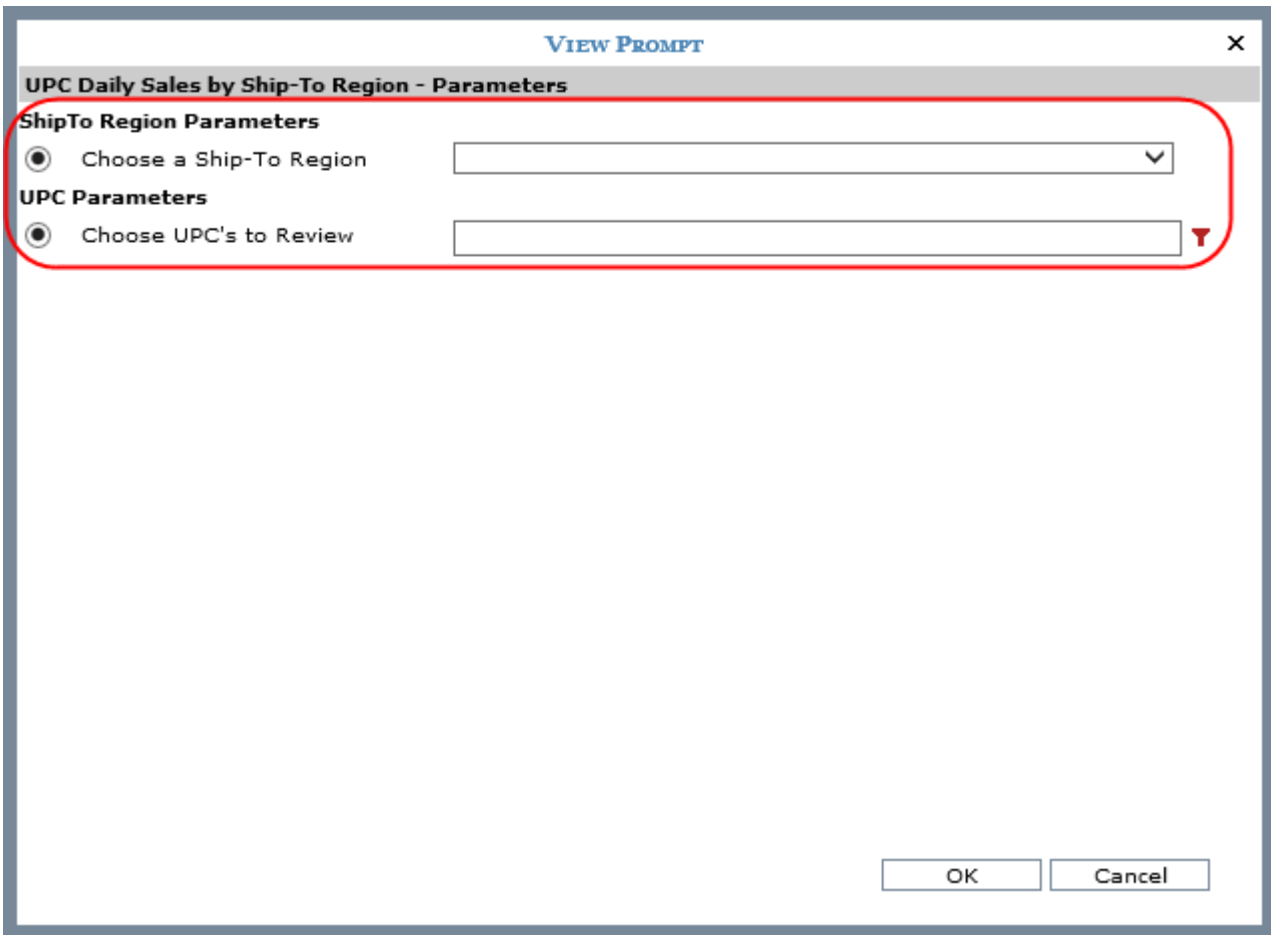 VIEW PROMPT
UPC Daily Sales by Ship-To Region - Parameters
ShipTo Region Parameters
Choose a Ship-To Region
UPC Parameters
Choose UPC's to Review
OK Cancel